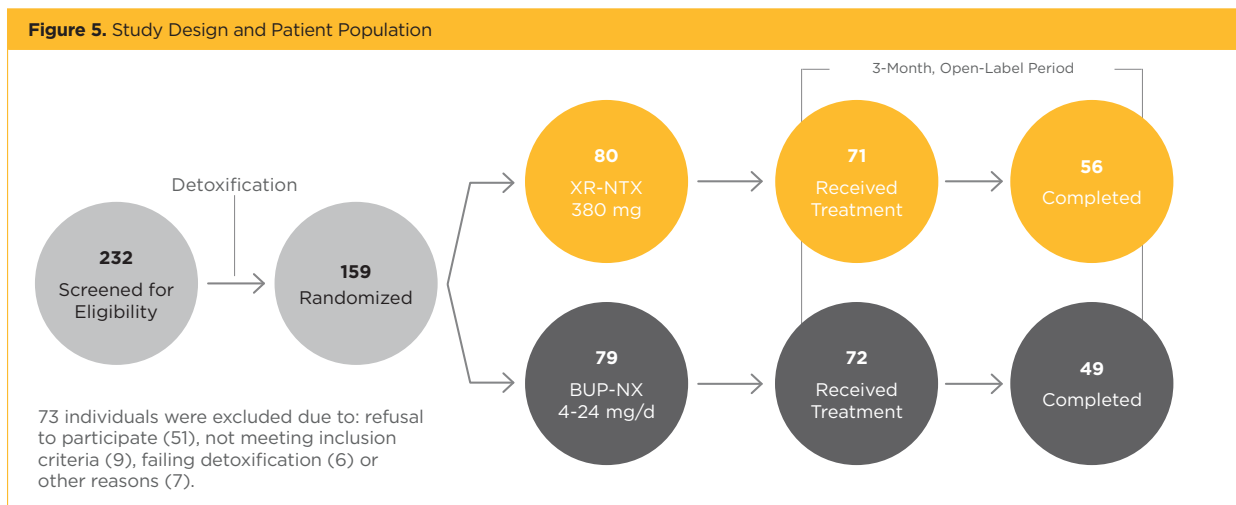 Figure 5. Study Design and Patient Population
3-Month, Open-Label Period
Detoxification
232
Screened for
Eligibility
159
Randomized
80
XR-NTX
380 mg
71
Received
Treatment
56
Completed
79
BUP-NX
4-24 mg/d
72
Received
Treatment
49
Completed
73 individuals were excluded due to: refusal
to participate (51), not meeting inclusion
criteria (9), failing detoxification (6) or
other reasons (7).